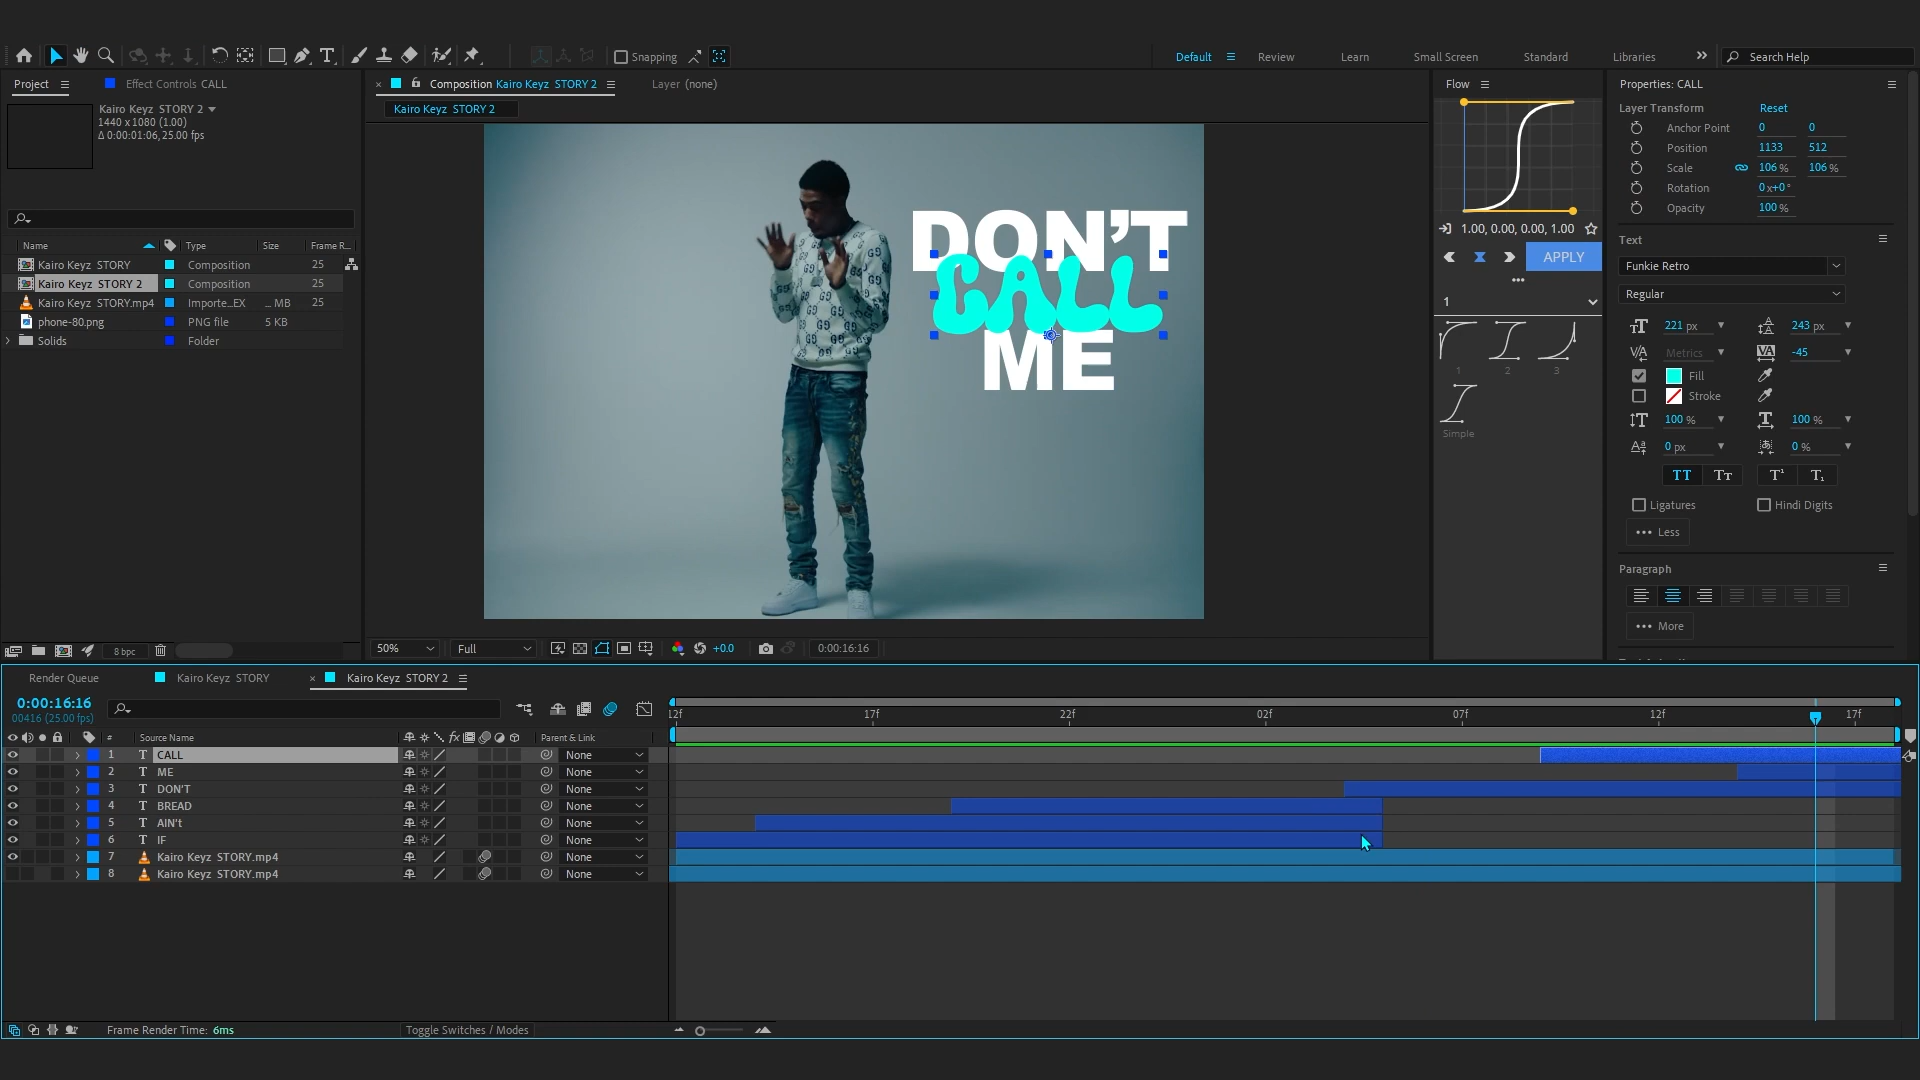 Snapping
Default
Review
Learn
Small Screen
Standard
Libraries
Search Help
Project
Effect Controls CALL
Composition Kairo Keyz STORY 2
Layer (none)
Flow
Properties: CALL
Kairo Keyz STORY 2
1440 x 1080 (1.00)
Δ 0:00:01:06, 25.00 fps
Kairo Keyz STORY 2
Name
Type
Size
Frame R...
Kairo Keyz STORY
Composition
25
Kairo Keyz STORY 2
Composition
25
Kairo Keyz STORY.mp4
Importe...EX
... MB
25
phone-80.png
PNG file
5 KB
Solids
Folder
8 bpc
DON'T
CALL
ME
50%
Full
+0.0
0:00:16:16
1.00, 0.00, 0.00, 1.00
APPLY
1
1
2
3
Simple
Layer Transform
Reset
Anchor Point
0
0
Position
1133
512
Scale
106 %
106 %
Rotation
0x+0°
Opacity
100 %
Text
Funkie Retro
Regular
221 px
243 px
Metrics
-45
Fill
Stroke
100 %
100 %
0 px
0 %
TT
Tт
T¹
T₁
Ligatures
Hindi Digits
Less
Paragraph
More
Render Queue
Kairo Keyz STORY
Kairo Keyz STORY 2
0:00:16:16
00416 (25.00 fps)
12f
17f
22f
02f
07f
12f
17f
#
Source Name
fx
Parent & Link
1
T
CALL
None
2
T
ME
None
3
T
DON'T
None
4
T
BREAD
None
5
T
AIN't
None
6
T
IF
None
7
Kairo Keyz STORY.mp4
None
8
Kairo Keyz STORY.mp4
None
Frame Render Time: 6ms
Toggle Switches / Modes